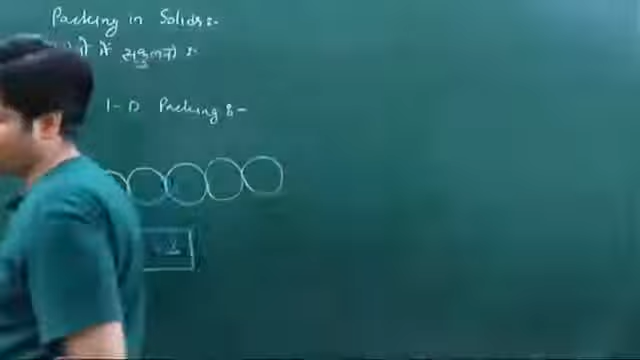 Packing in Solids :-
में संकुलन :-
1-D Packing :-